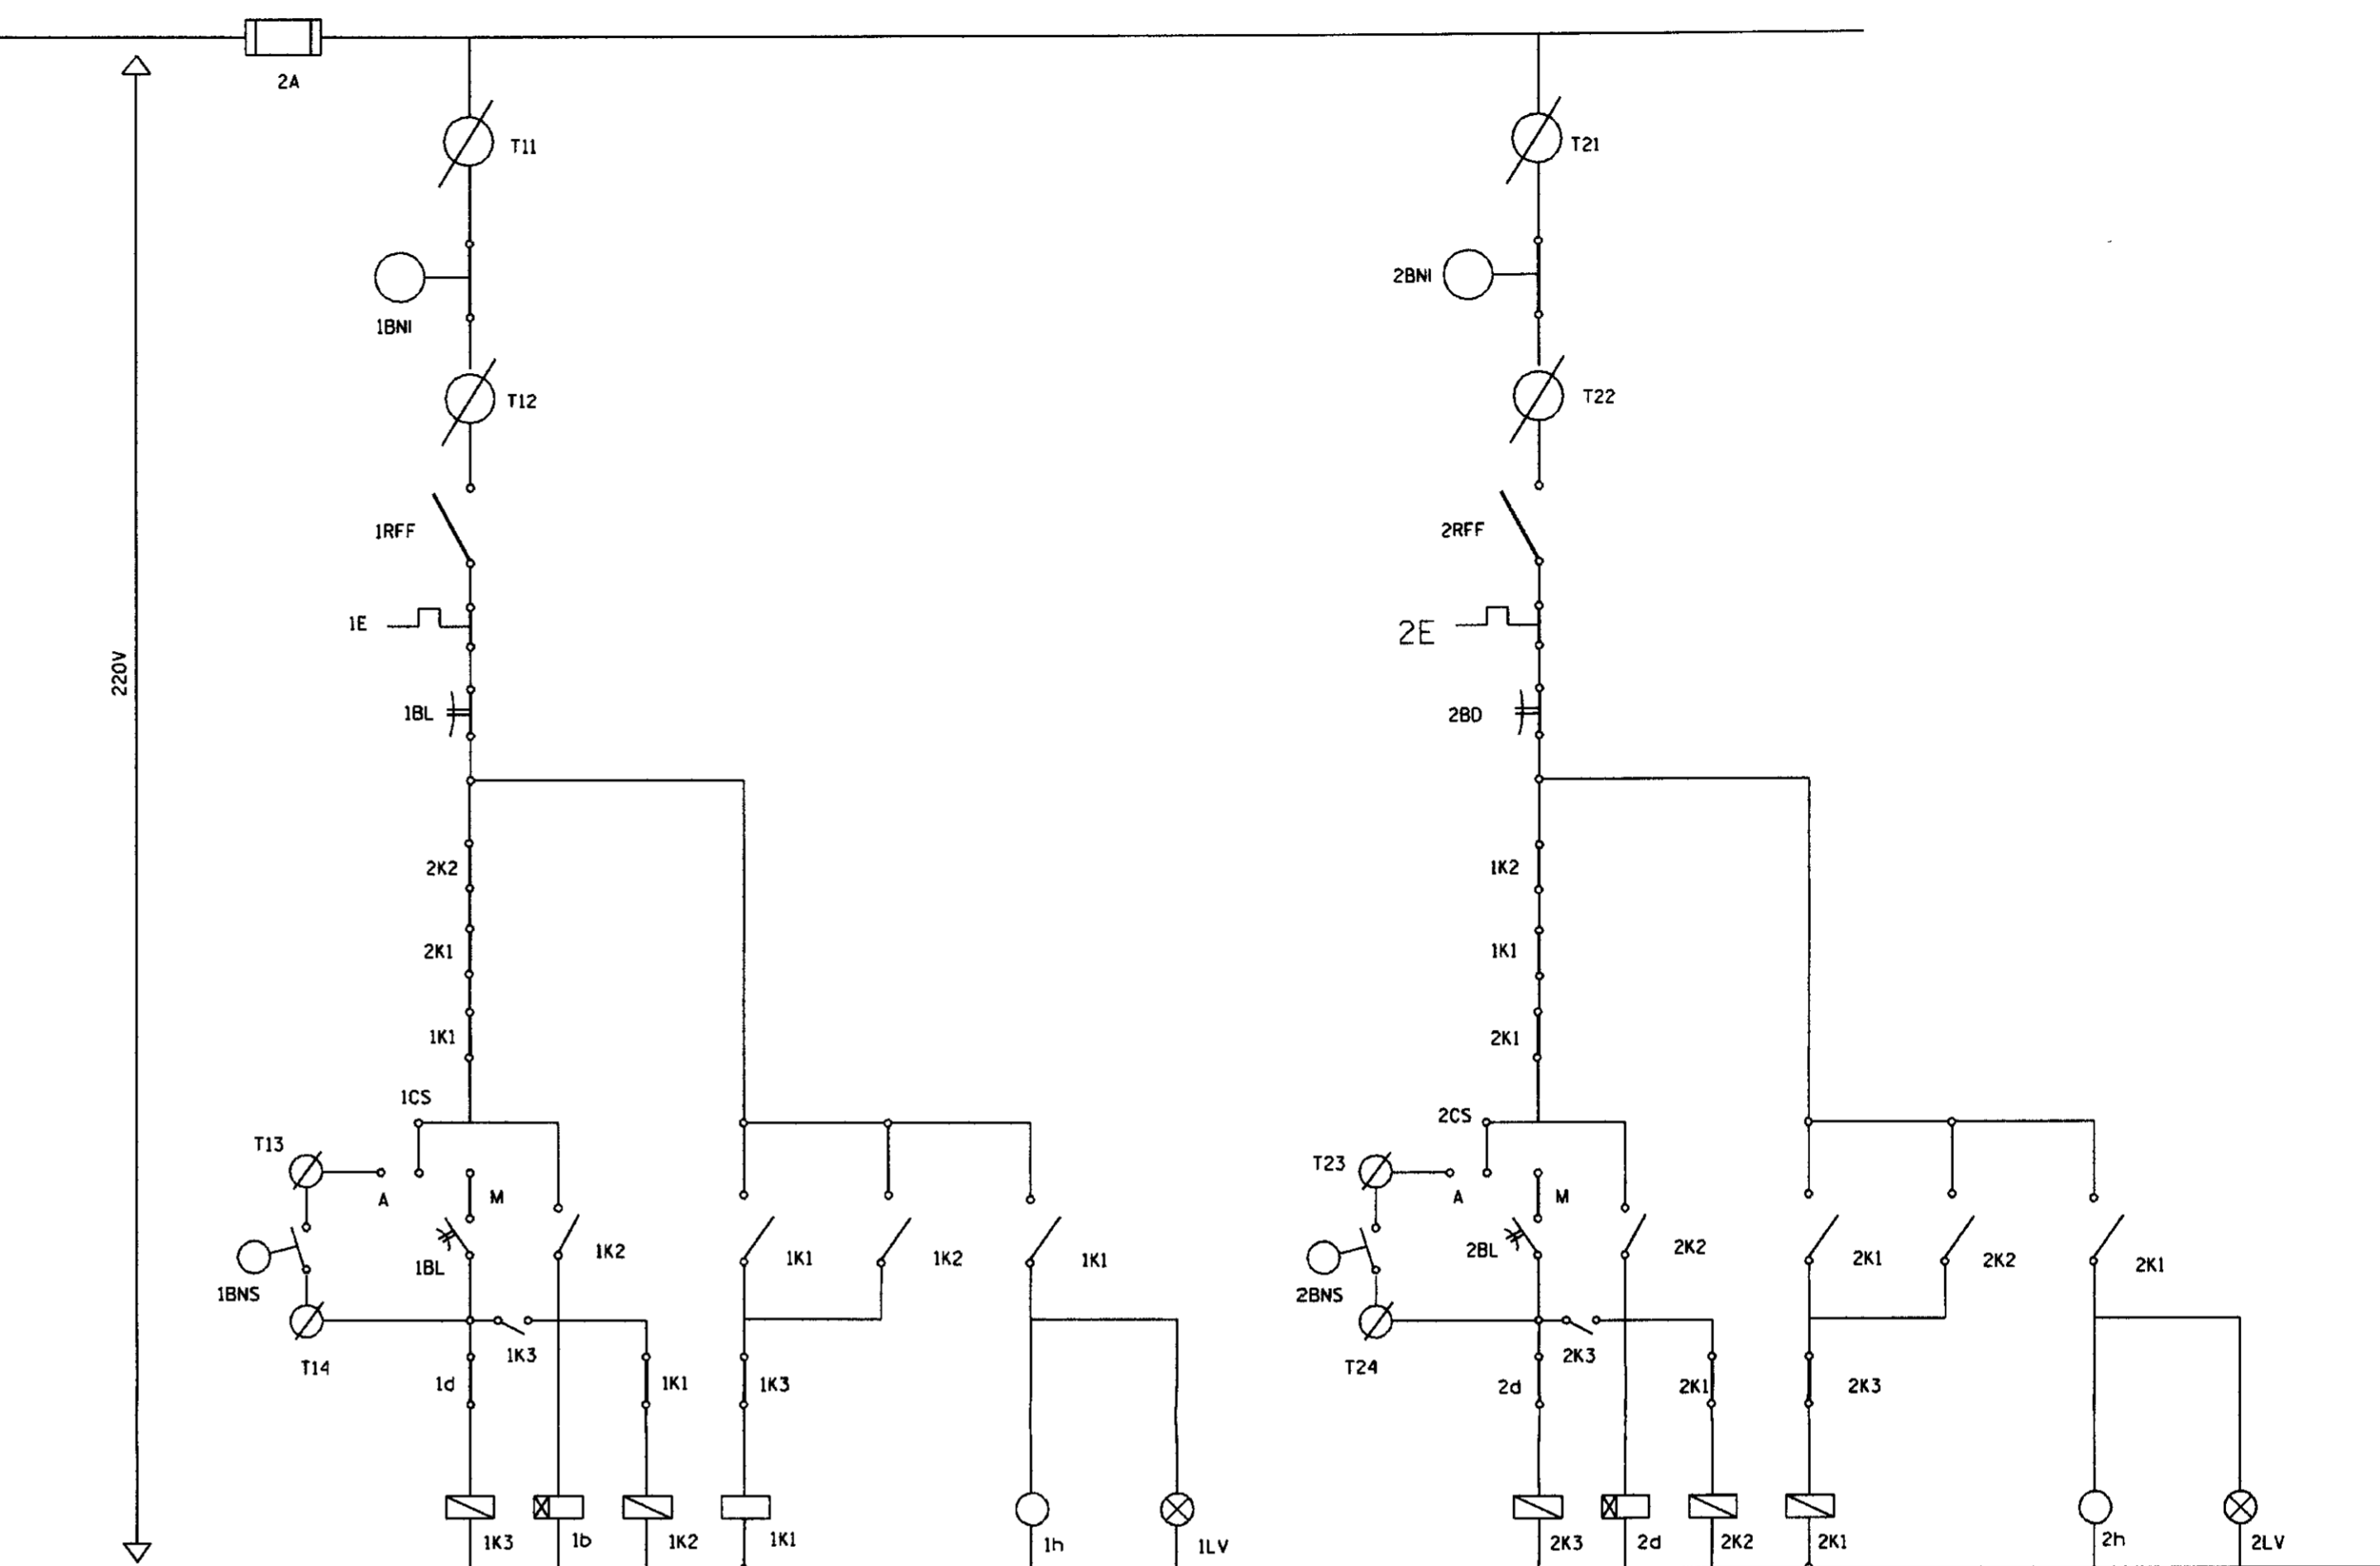 2A
T11
T21
1BNI
2BNI
T12
T22
1RFF
2RFF
1E
2E
220V
1BL
2BD
2K2
1K2
2K1
1K1
1K1
2K1
1CS
2CS
T13
T23
A
M
A
M
1BL
1K2
1K1
1K2
1K1
2BL
2K2
2K1
2K2
2K1
1BNS
2BNS
1K3
2K3
T14
T24
1d
1K1
1K3
2d
2K1
2K3
1K3
1b
1K2
1K1
1h
1LV
2K3
2d
2K2
2K1
2h
2LV